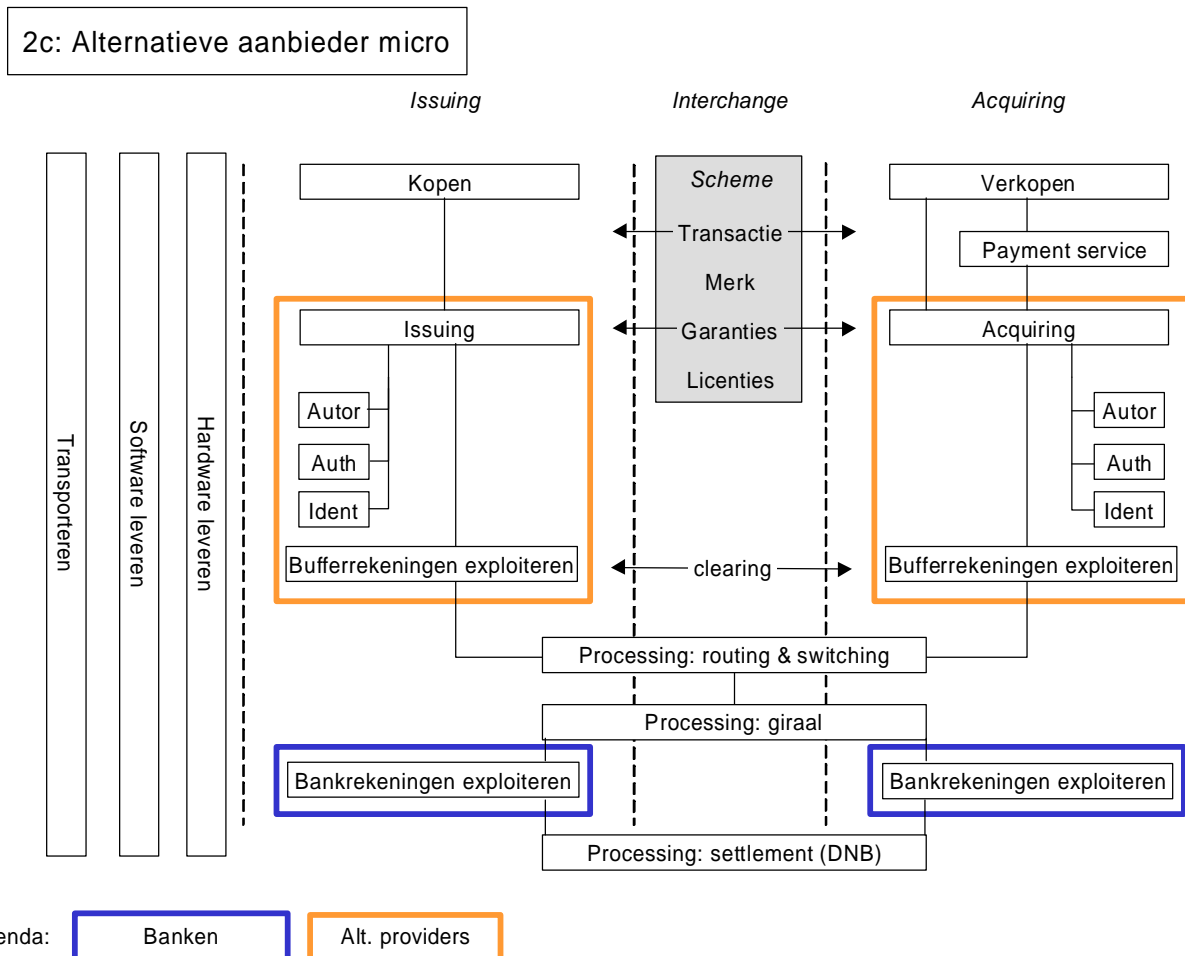 2c: Alternatieve aanbieder micro
Issuing Interchange Acquiring
Transporteren
Software leveren
Hardware leveren
Kopen
Scheme
Verkopen
Transactie
Payment service
Merk
Issuing
Garanties
Acquiring
Licenties
Autor
Autor
Auth
Auth
Ident
Ident
Bufferrekeningen exploiteren
clearing
Bufferrekeningen exploiteren
Processing: routing & switching
Processing: giraal
Bankrekeningen exploiteren
Bankrekeningen exploiteren
Processing: settlement (DNB)
enda: Banken Alt. providers